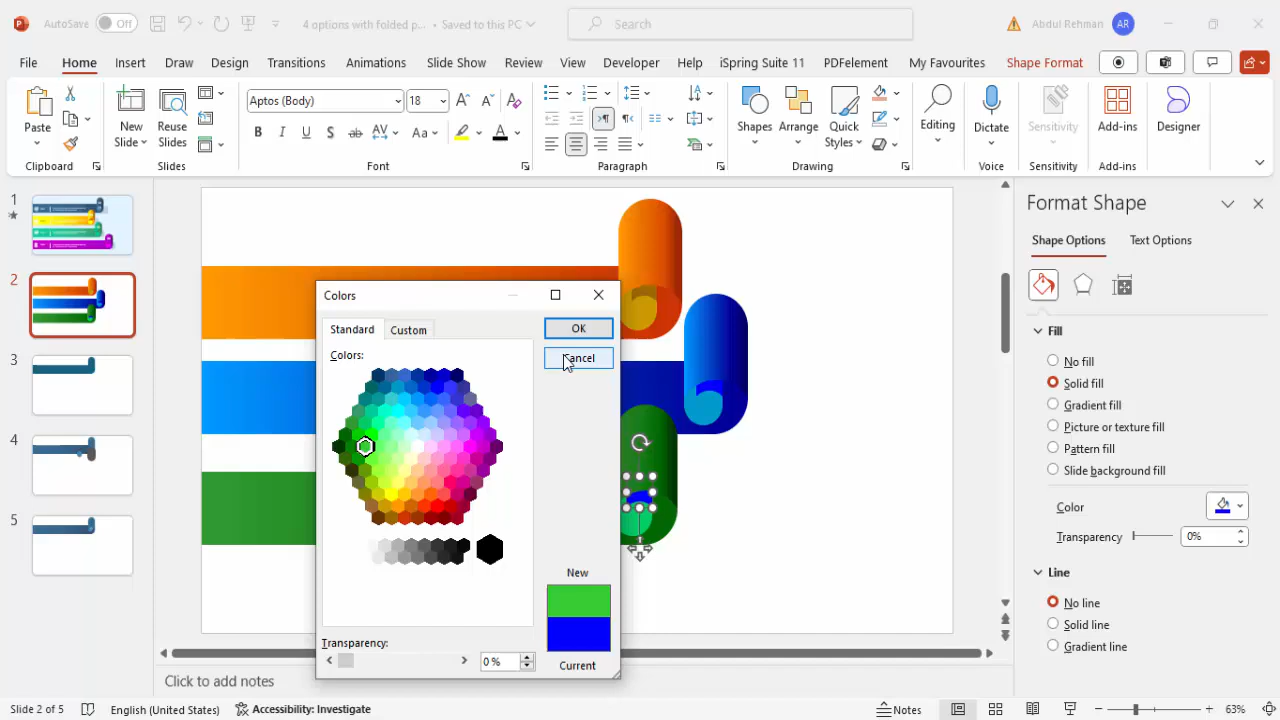 AutoSave Off 4 options with folded p... • Saved to this PC Search Abdul Rehman AR
File Home Insert Draw Design Transitions Animations Slide Show Review View Developer Help iSpring Suite 11 PDFelement My Favourites Shape Format
Paste New Slide Reuse Slides Aptos (Body) 18 Shapes Arrange Quick Styles Editing Dictate Sensitivity Add-ins Designer
Clipboard Slides Font Paragraph Drawing Voice Sensitivity Add-ins
1
2
3
4
5
Colors
Standard Custom
OK
Cancel
Colors:
New
Current
Transparency:
0 %
Format Shape
Shape Options Text Options
Fill
No fill
Solid fill
Gradient fill
Picture or texture fill
Pattern fill
Slide background fill
Color
Transparency 0%
Line
No line
Solid line
Gradient line
Click to add notes
Slide 2 of 5 English (United States) Accessibility: Investigate Notes 63%